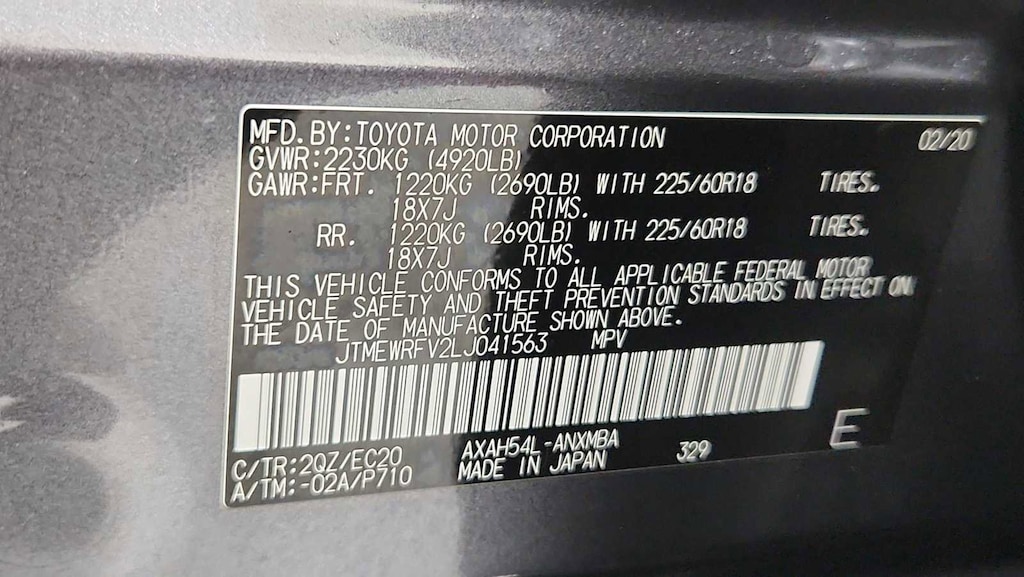 MFD. BY: TOYOTA MOTOR CORPORATION 02/20
GVWR: 2230KG (4920LB)
GAWR: FRT. 1220KG (2690LB) WITH 225/60R18 TIRES.
18X7J RIMS.
RR. 1220KG (2690LB) WITH 225/60R18 TIRES.
18X7J RIMS.
THIS VEHICLE CONFORMS TO ALL APPLICABLE FEDERAL MOTOR
VEHICLE SAFETY AND THEFT PREVENTION STANDARDS IN EFFECT ON
THE DATE OF MANUFACTURE SHOWN ABOVE.
JTMEWRFV2LJ041563 MPV
E
C/TR: 2QZ/EC20 AXAH54L-ANXMBA 329
A/TM: -02A/P710 MADE IN JAPAN